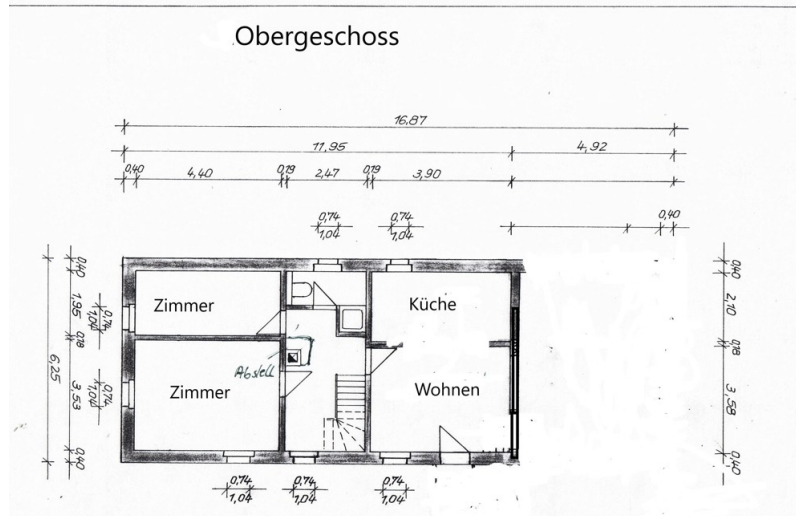 Obergeschoss
16,87
11,95 4,92
0,40 4,40 0,19 2,47 0,19 3,90
0,74 0,74 0,40
1,04 1,04
0,40 0,40
Zimmer Küche
1,95 0,74 1,04 2,10
0,18 0,18
6,25
Abstell
Zimmer Wohnen
3,53 0,74 1,04 3,58
0,40 0,40
0,74 0,74 0,74
1,04 1,04 1,04